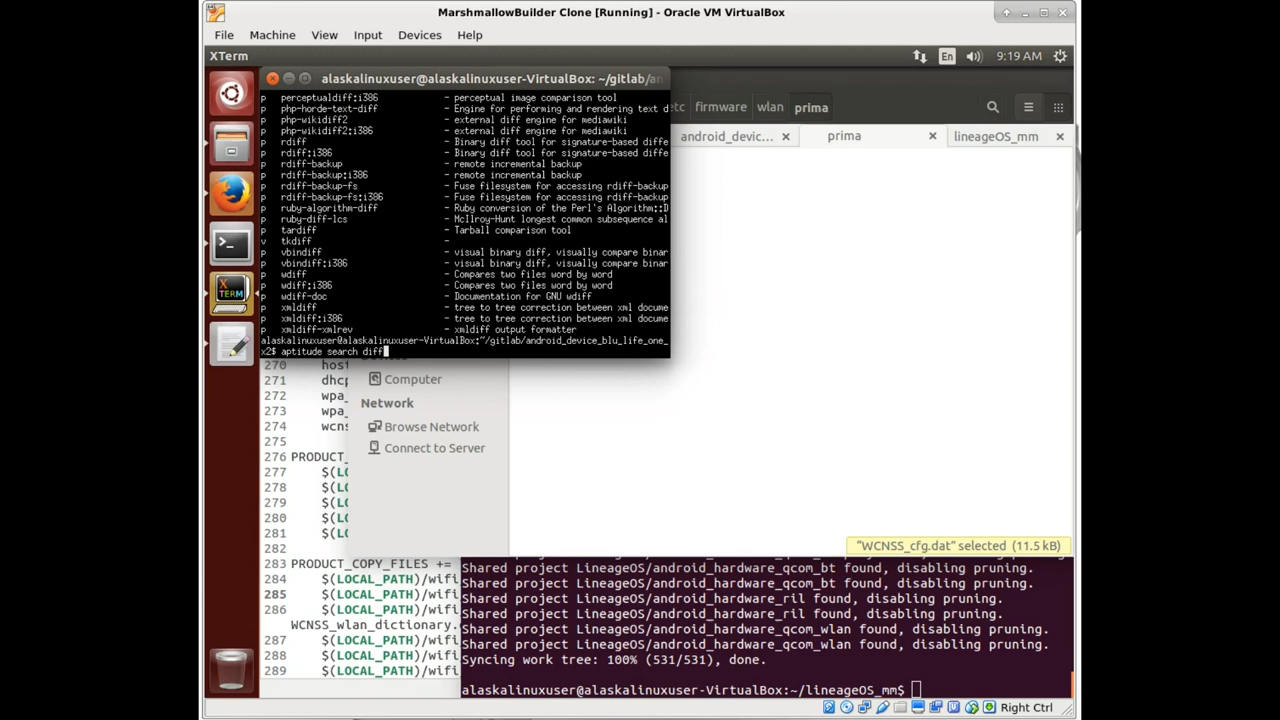 MarshmallowBuilder Clone [Running] - Oracle VM VirtualBox
File Machine View Input Devices Help
XTerm
En
9:19 AM
alaskalinuxuser@alaskalinuxuser-VirtualBox: ~/gitlab/an
etc firmware wlan prima
android_devic... prima lineageOS_mm
p perceptualdiff:i386 - perceptual image comparison tool
p php-horde-text-diff - Engine for performing and rendering text d
p php-wikidiff2 - external diff engine for mediawiki
p php-wikidiff2:i386 - external diff engine for mediawiki
p rdiff - Binary diff tool for signature-based diffe
p rdiff:i386 - Binary diff tool for signature-based diffe
p rdiff-backup - remote incremental backup
p rdiff-backup:i386 - remote incremental backup
p rdiff-backup-fs - Fuse filesystem for accessing rdiff-backup
p rdiff-backup-fs:i386 - Fuse filesystem for accessing rdiff-backup
p ruby-algorithm-diff - Ruby conversion of the Perl's Algorithm::D
p ruby-diff-lcs - McIlroy-Hunt longest common subsequence al
p tardiff - Tarball comparison tool
v tkdiff -
p vbindiff - visual binary diff, visually compare binar
p vbindiff:i386 - visual binary diff, visually compare binar
p wdiff - Compares two files word by word
p wdiff:i386 - Compares two files word by word
p wdiff-doc - Documentation for GNU wdiff
p xmldiff - tree to tree correction between xml docume
p xmldiff:i386 - tree to tree correction between xml docume
p xmldiff-xmlrev - xmldiff output formatter
alaskalinuxuser@alaskalinuxuser-VirtualBox:~/gitlab/android_device_blu_life_one_
x2$ aptitude search diff
Computer
Network
Browse Network
Connect to Server
270 host
271 dhcp
272 wpa_
273 wpa_
274 wcns
275
276 PRODUCT_
277 $(LO
278 $(LO
279 $(LO
280 $(LO
281 $(LO
282
283 PRODUCT_COPY_FILES +=
284 $(LOCAL_PATH)/wifi
285 $(LOCAL_PATH)/wifi
286 $(LOCAL_PATH)/wifi
WCNSS_wlan_dictionary.
287 $(LOCAL_PATH)/wifi
288 $(LOCAL_PATH)/wifi
289 $(LOCAL_PATH)/wifi
"WCNSS_cfg.dat" selected (11.5 kB)
Shared project LineageOS/android_hardware_qcom_bt found, disabling pruning.
Shared project LineageOS/android_hardware_ril found, disabling pruning.
Shared project LineageOS/android_hardware_ril found, disabling pruning.
Shared project LineageOS/android_hardware_qcom_wlan found, disabling pruning.
Shared project LineageOS/android_hardware_qcom_wlan found, disabling pruning.
Syncing work tree: 100% (531/531), done.
alaskalinuxuser@alaskalinuxuser-VirtualBox:~/lineageOS_mm$
Right Ctrl